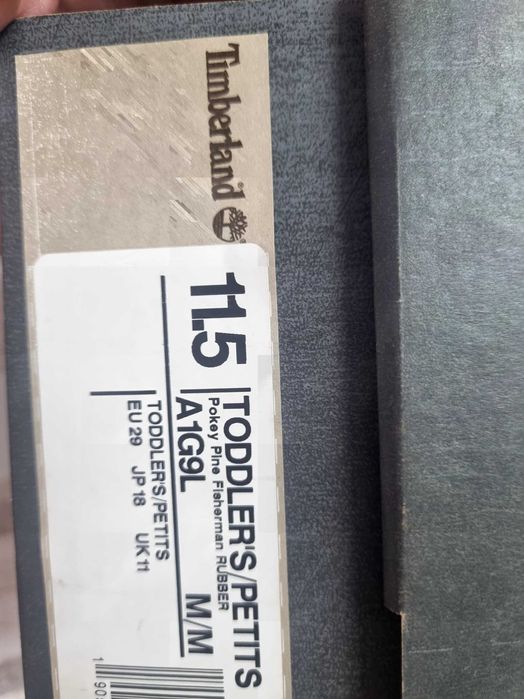 Timberland
11.5
TODDLER'S/PETITS
Pokey Pine Fisherman RUBBER
A1G9L M/M
TODDLER'S/PETITS
EU 29 JP 18 UK 11